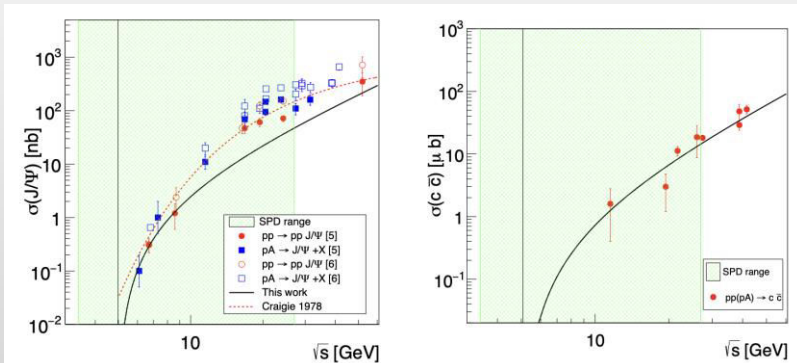 σ(J/Ψ) [nb]
10³
10²
10
1
10⁻¹
10⁻²
SPD range
pp → pp J/Ψ [5]
pA → J/Ψ +X [5]
pp → pp J/Ψ [6]
pA → J/Ψ +X [6]
This work
Craigie 1978
10
√s [GeV]
σ(c c̄) [μ b]
10³
10²
10
1
10⁻¹
SPD range
pp(pA) → c c̄
10
√s [GeV]